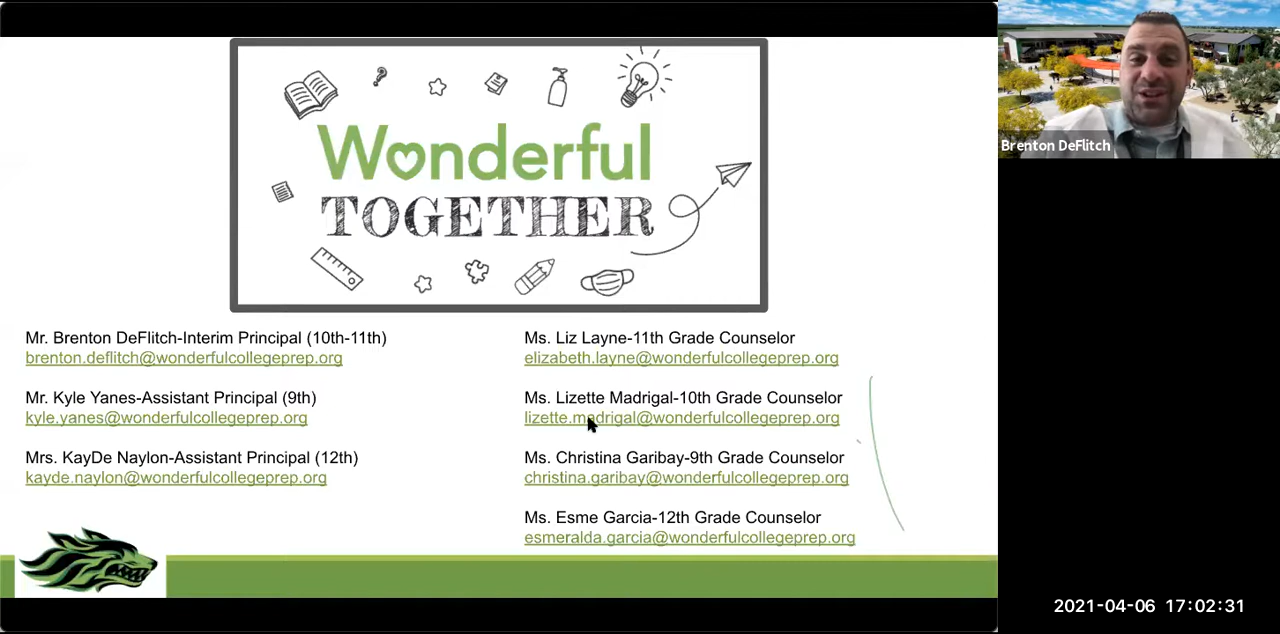 Wonderful
TOGETHER
Mr. Brenton DeFlitch-Interim Principal (10th-11th)
brenton.deflitch@wonderfulcollegeprep.org
Mr. Kyle Yanes-Assistant Principal (9th)
kyle.yanes@wonderfulcollegeprep.org
Mrs. KayDe Naylon-Assistant Principal (12th)
kayde.naylon@wonderfulcollegeprep.org
Ms. Liz Layne-11th Grade Counselor
elizabeth.layne@wonderfulcollegeprep.org
Ms. Lizette Madrigal-10th Grade Counselor
lizette.madrigal@wonderfulcollegeprep.org
Ms. Christina Garibay-9th Grade Counselor
christina.garibay@wonderfulcollegeprep.org
Ms. Esme Garcia-12th Grade Counselor
esmeralda.garcia@wonderfulcollegeprep.org
Brenton DeFlitch
2021-04-06 17:02:31